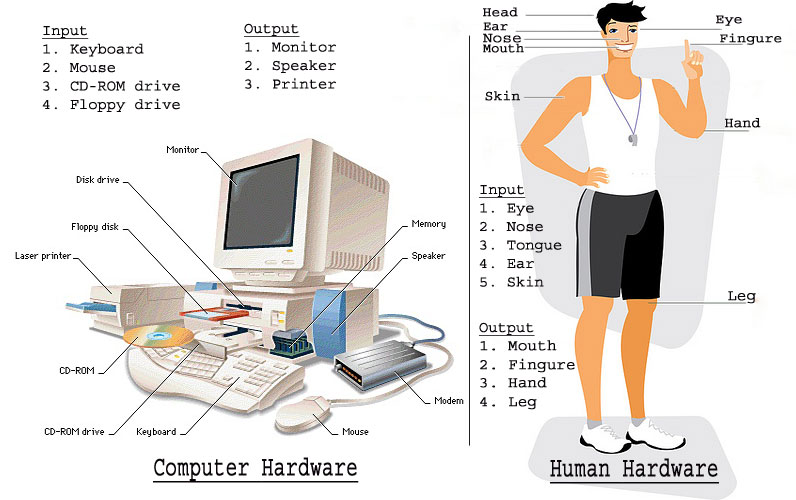 Input
1. Keyboard
2. Mouse
3. CD-ROM drive
4. Floppy drive
Output
1. Monitor
2. Speaker
3. Printer
Monitor
Disk drive
Floppy disk
Laser printer
Memory
Speaker
CD-ROM
CD-ROM drive
Keyboard
Mouse
Modem
Computer Hardware
Head
Ear
Nose
Mouth
Eye
Fingure
Skin
Hand
Input
1. Eye
2. Nose
3. Tongue
4. Ear
5. Skin
Leg
Output
1. Mouth
2. Fingure
3. Hand
4. Leg
Human Hardware